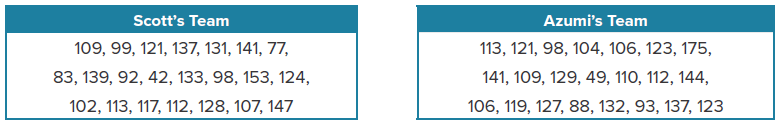 Scott's Team
109, 99, 121, 137, 131, 141, 77,
83, 139, 92, 42, 133, 98, 153, 124,
102, 113, 117, 112, 128, 107, 147
Azumi's Team
113, 121, 98, 104, 106, 123, 175,
141, 109, 129, 49, 110, 112, 144,
106, 119, 127, 88, 132, 93, 137, 123